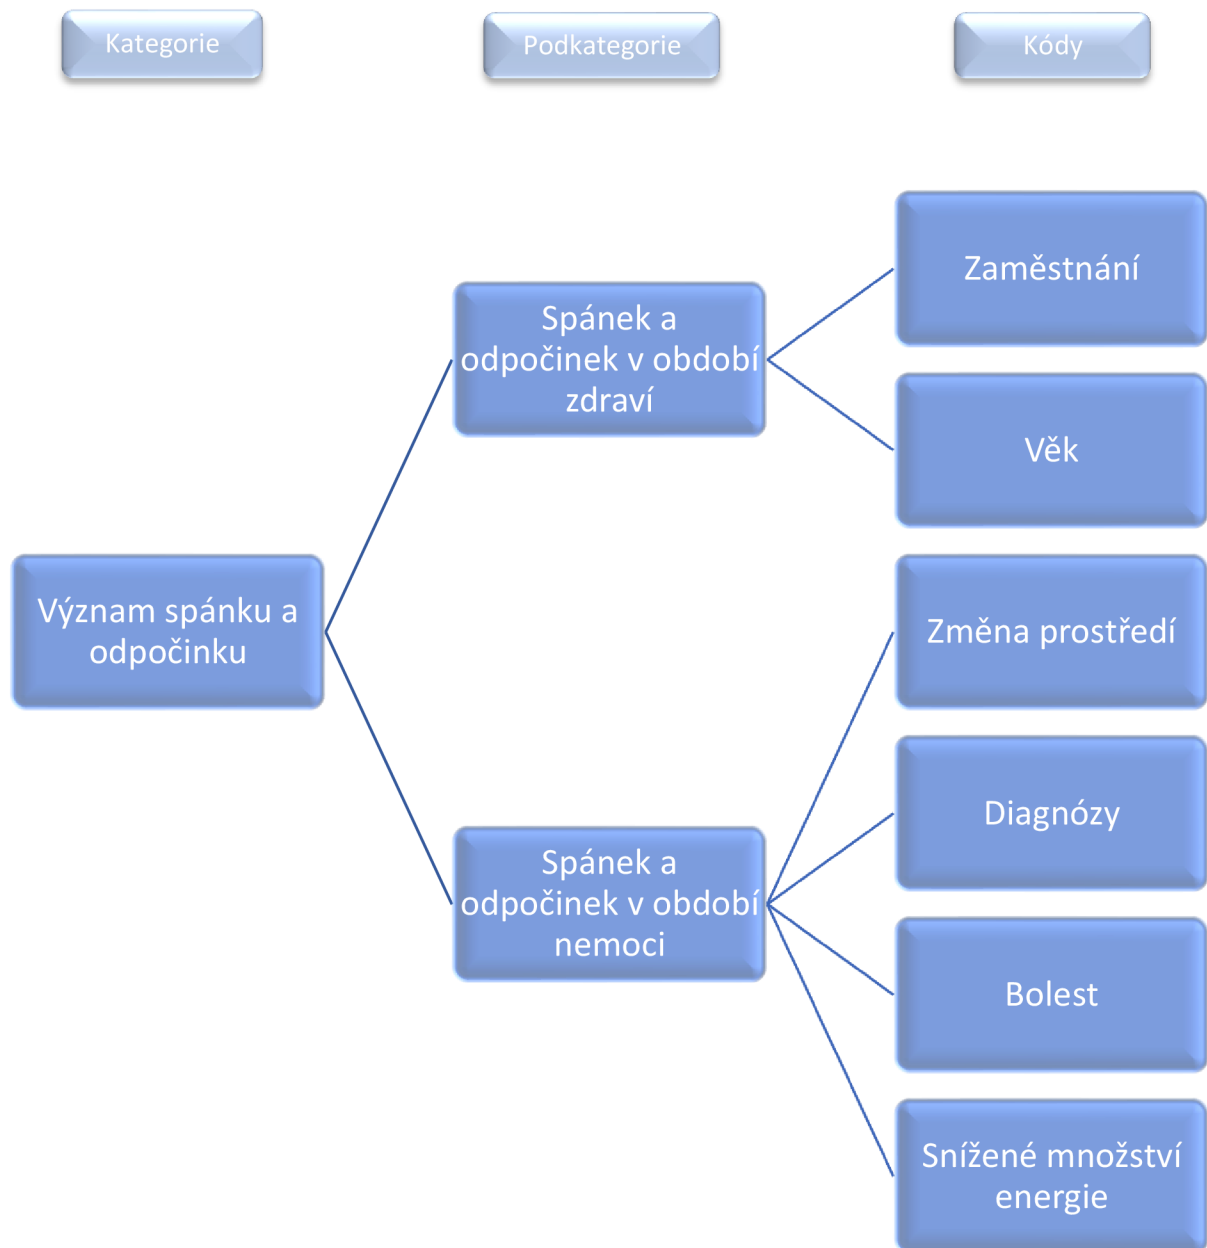 Kategorie
Podkategorie
Kódy
Význam spánku a
odpočinku
Spánek a
odpočinek v období
zdraví
Zaměstnání
Věk
Spánek a
odpočinek v období
nemoci
Změna prostředí
Diagnózy
Bolest
Snížené množství
energie